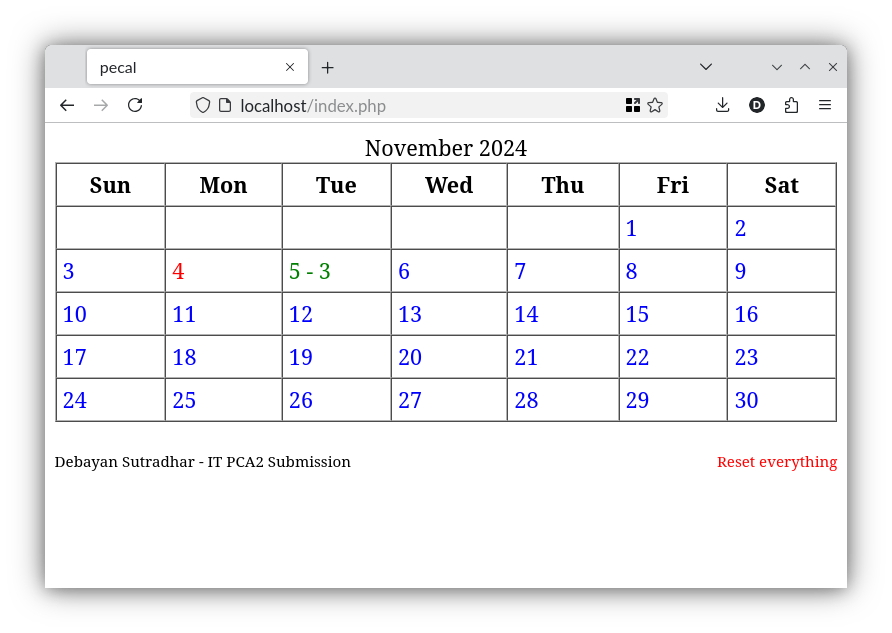 pecal
D
localhost/index.php
November 2024
Sun Mon Tue Wed Thu Fri Sat
1 2
3 4 5 - 3 6 7 8 9
10 11 12 13 14 15 16
17 18 19 20 21 22 23
24 25 26 27 28 29 30
Debayan Sutradhar - IT PCA2 Submission Reset everything